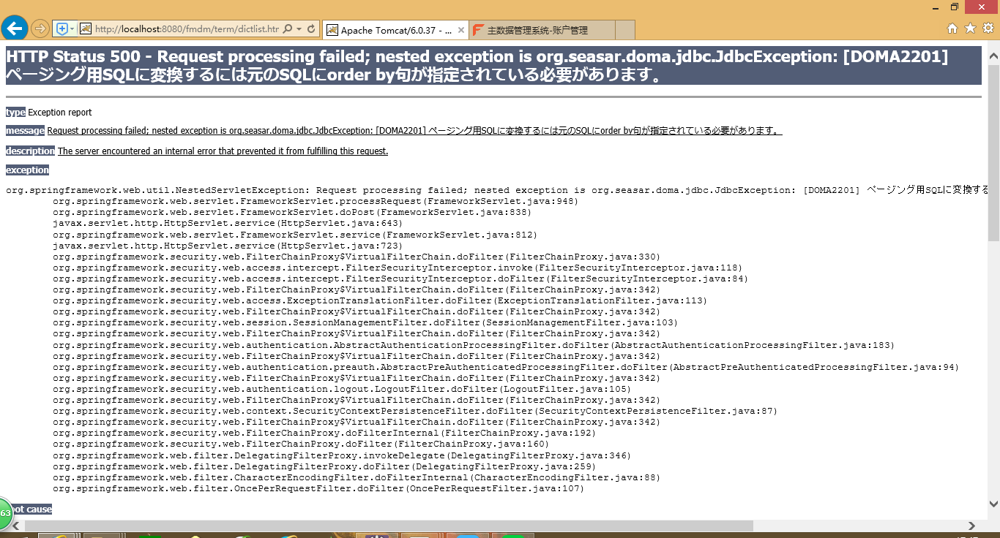 http://localhost:8080/fmdm/term/dictlist.htr
Apache Tomcat/6.0.37 - ...
主数据管理系统-账户管理
HTTP Status 500 - Request processing failed; nested exception is org.seasar.doma.jdbc.JdbcException: [DOMA2201]
ページング用SQLに変換するには元のSQLにorder by句が指定されている必要があります。
type Exception report
message Request processing failed; nested exception is org.seasar.doma.jdbc.JdbcException: [DOMA2201] ページング用SQLに変換するには元のSQLにorder by句が指定されている必要があります。
description The server encountered an internal error that prevented it from fulfilling this request.
exception
org.springframework.web.util.NestedServletException: Request processing failed; nested exception is org.seasar.doma.jdbc.JdbcException: [DOMA2201] ページング用SQLに変換する
org.springframework.web.servlet.FrameworkServlet.processRequest(FrameworkServlet.java:948)
org.springframework.web.servlet.FrameworkServlet.doPost(FrameworkServlet.java:838)
javax.servlet.http.HttpServlet.service(HttpServlet.java:643)
org.springframework.web.servlet.FrameworkServlet.service(FrameworkServlet.java:812)
javax.servlet.http.HttpServlet.service(HttpServlet.java:723)
org.springframework.security.web.FilterChainProxy$VirtualFilterChain.doFilter(FilterChainProxy.java:330)
org.springframework.security.web.access.intercept.FilterSecurityInterceptor.invoke(FilterSecurityInterceptor.java:118)
org.springframework.security.web.access.intercept.FilterSecurityInterceptor.doFilter(FilterSecurityInterceptor.java:84)
org.springframework.security.web.FilterChainProxy$VirtualFilterChain.doFilter(FilterChainProxy.java:342)
org.springframework.security.web.access.ExceptionTranslationFilter.doFilter(ExceptionTranslationFilter.java:113)
org.springframework.security.web.FilterChainProxy$VirtualFilterChain.doFilter(FilterChainProxy.java:342)
org.springframework.security.web.session.SessionManagementFilter.doFilter(SessionManagementFilter.java:103)
org.springframework.security.web.FilterChainProxy$VirtualFilterChain.doFilter(FilterChainProxy.java:342)
org.springframework.security.web.authentication.AbstractAuthenticationProcessingFilter.doFilter(AbstractAuthenticationProcessingFilter.java:183)
org.springframework.security.web.FilterChainProxy$VirtualFilterChain.doFilter(FilterChainProxy.java:342)
org.springframework.security.web.authentication.preauth.AbstractPreAuthenticatedProcessingFilter.doFilter(AbstractPreAuthenticatedProcessingFilter.java:94)
org.springframework.security.web.FilterChainProxy$VirtualFilterChain.doFilter(FilterChainProxy.java:342)
org.springframework.security.web.authentication.logout.LogoutFilter.doFilter(LogoutFilter.java:105)
org.springframework.security.web.FilterChainProxy$VirtualFilterChain.doFilter(FilterChainProxy.java:342)
org.springframework.security.web.context.SecurityContextPersistenceFilter.doFilter(SecurityContextPersistenceFilter.java:87)
org.springframework.security.web.FilterChainProxy$VirtualFilterChain.doFilter(FilterChainProxy.java:342)
org.springframework.security.web.FilterChainProxy.doFilterInternal(FilterChainProxy.java:192)
org.springframework.security.web.FilterChainProxy.doFilter(FilterChainProxy.java:160)
org.springframework.web.filter.DelegatingFilterProxy.invokeDelegate(DelegatingFilterProxy.java:346)
org.springframework.web.filter.DelegatingFilterProxy.doFilter(DelegatingFilterProxy.java:259)
org.springframework.web.filter.CharacterEncodingFilter.doFilterInternal(CharacterEncodingFilter.java:88)
org.springframework.web.filter.OncePerRequestFilter.doFilter(OncePerRequestFilter.java:107)
63
oot cause